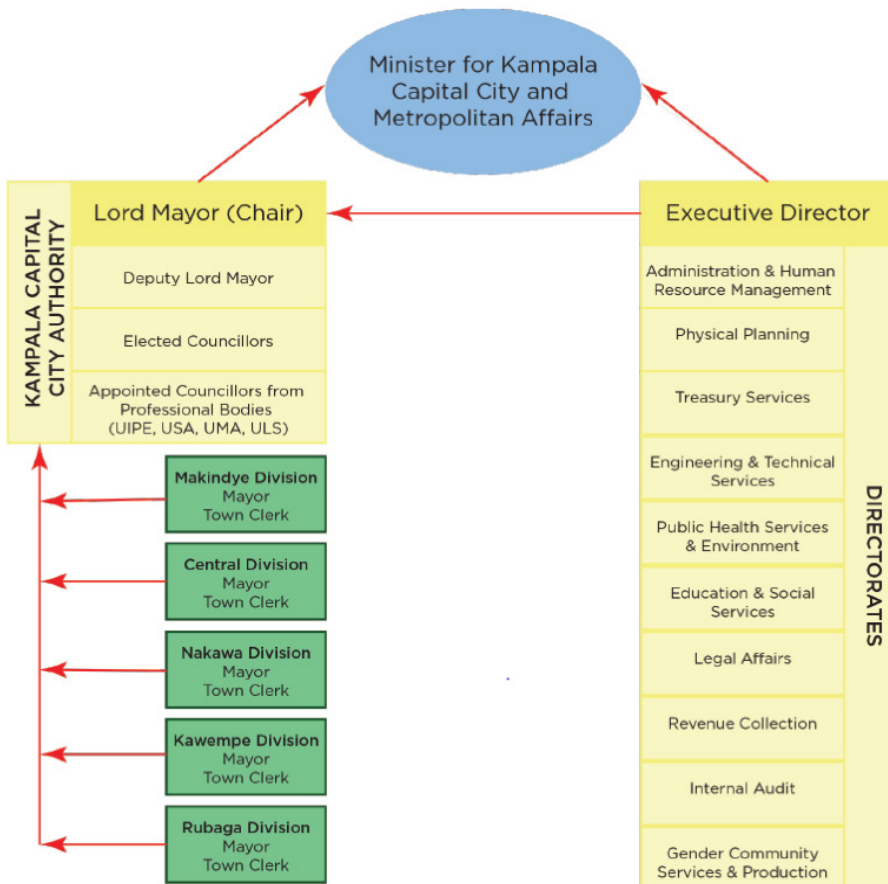 Minister for Kampala
Capital City and
Metropolitan Affairs
KAMPALA CAPITAL
CITY AUTHORITY
Lord Mayor (Chair)
Deputy Lord Mayor
Elected Councillors
Appointed Councillors from
Professional Bodies
(UIPE, USA, UMA, ULS)
Makindye Division
Mayor
Town Clerk
Central Division
Mayor
Town Clerk
Nakawa Division
Mayor
Town Clerk
Kawempe Division
Mayor
Town Clerk
Rubaga Division
Mayor
Town Clerk
Executive Director
Administration & Human
Resource Management
Physical Planning
Treasury Services
Engineering & Technical
Services
Public Health Services
& Environment
Education & Social
Services
Legal Affairs
Revenue Collection
Internal Audit
Gender Community
Services & Production
DIRECTORATES